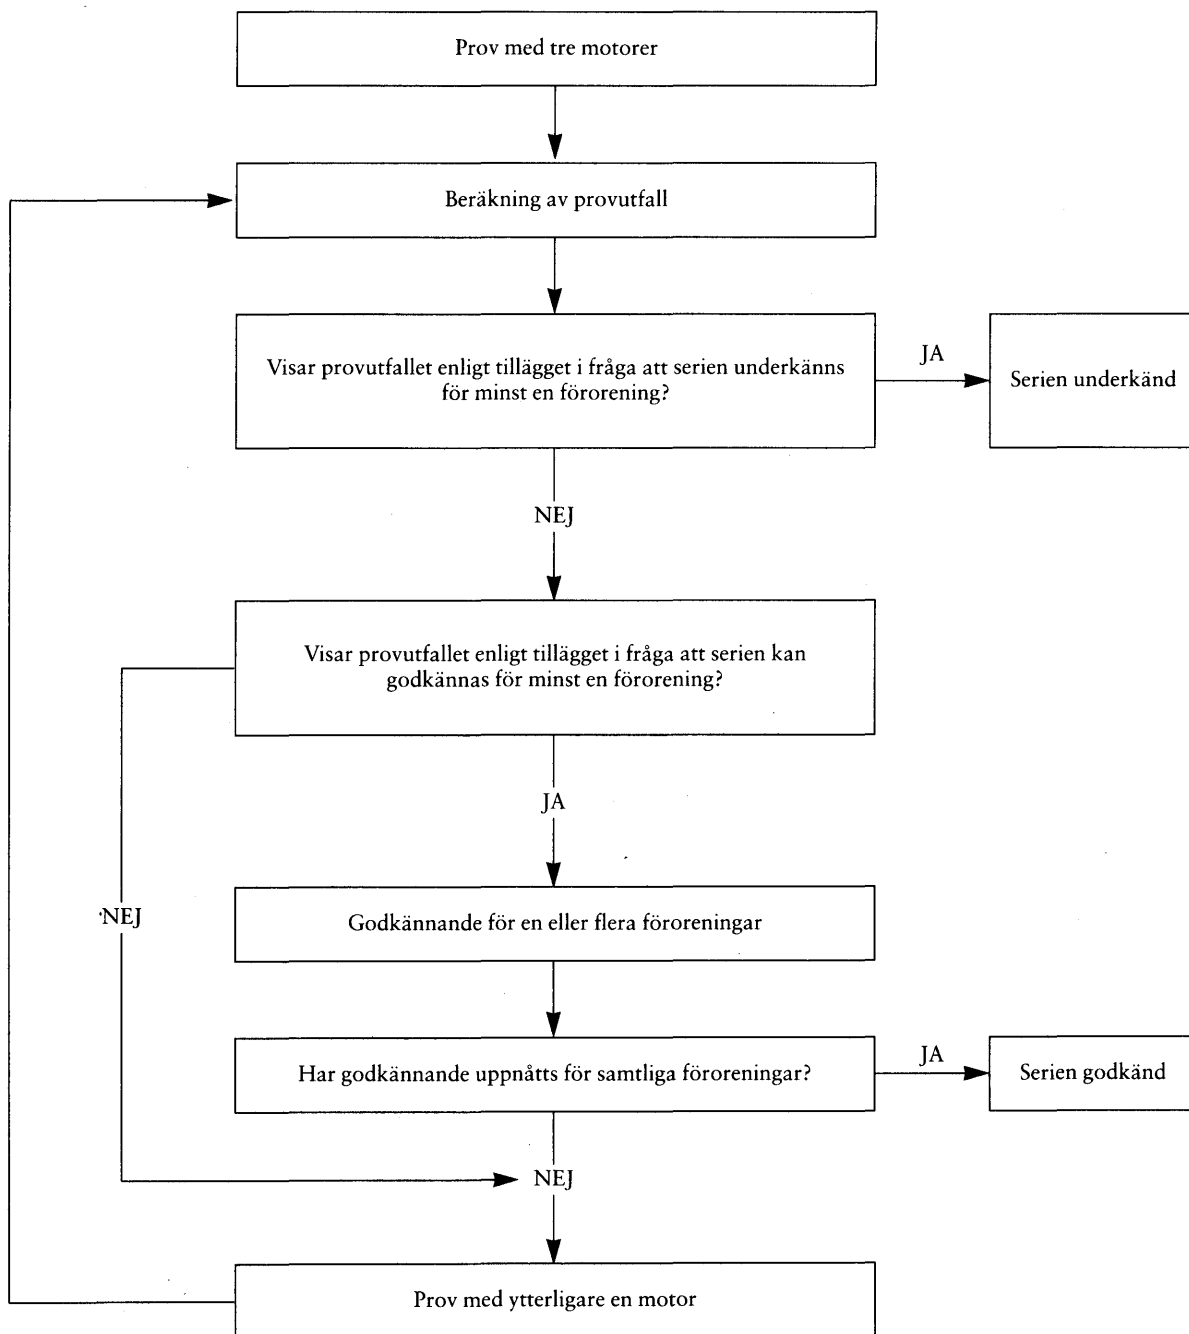 Prov med tre motorer
Beräkning av provutfall
Visar provutfallet enligt tillägget i fråga att serien underkänns
för minst en förorening?
JA
Serien underkänd
NEJ
Visar provutfallet enligt tillägget i fråga att serien kan
godkännas för minst en förorening?
JA
NEJ
Godkännande för en eller flera föroreningar
Har godkännande uppnåtts för samtliga föroreningar?
JA
Serien godkänd
NEJ
Prov med ytterligare en motor